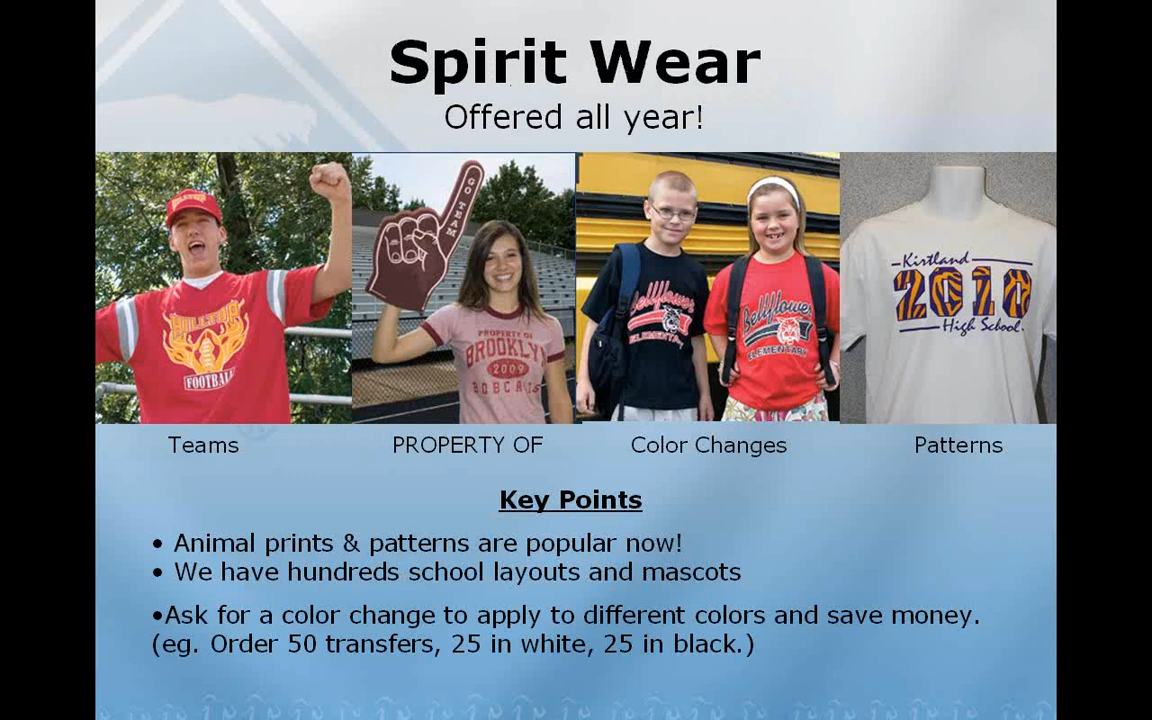 Spirit Wear
Offered all year!
HILLTOP
HILLTOP
FOOTBALL
GO TEAM
PROPERTY OF
BROOKLYN
2009
BOBCATS
Bellflower
ELEMENTARY
Bellflower
ELEMENTARY
Kirtland
2010
High School.
Teams
PROPERTY OF
Color Changes
Patterns
Key Points
• Animal prints & patterns are popular now!
• We have hundreds school layouts and mascots
•Ask for a color change to apply to different colors and save money.
(eg. Order 50 transfers, 25 in white, 25 in black.)